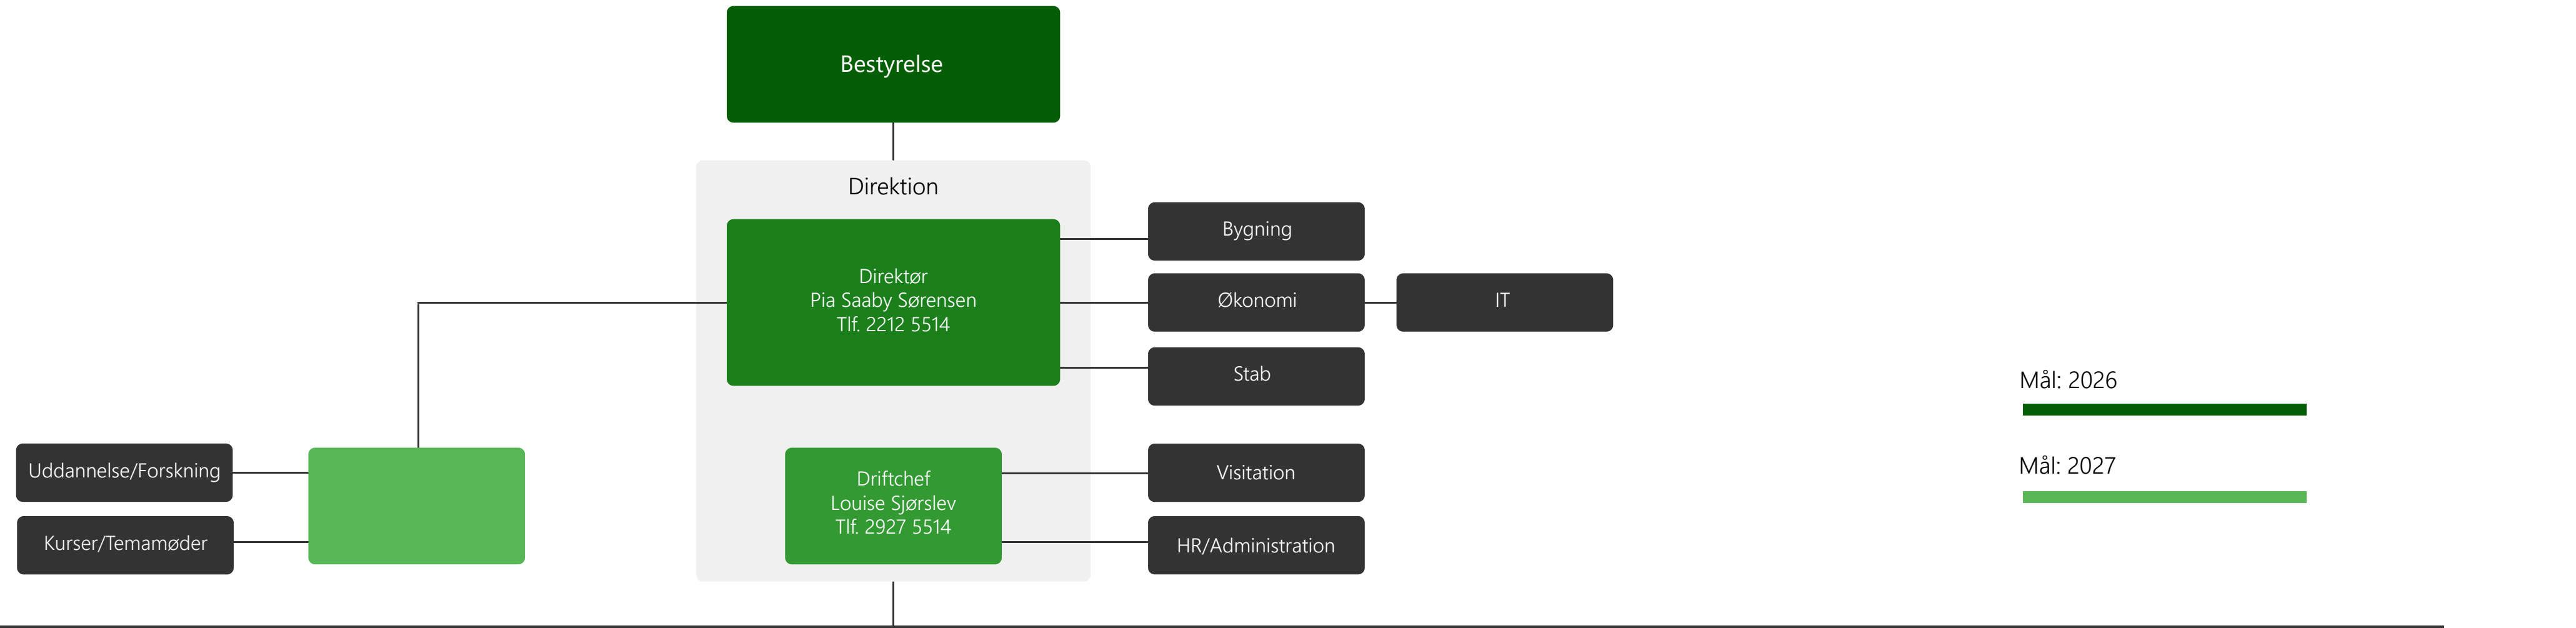 Bestyrelse
Direktion
Direktør
Pia Saaby Sørensen
Tlf. 2212 5514
Bygning
Økonomi
IT
Stab
Mål: 2026
Mål: 2027
Uddannelse/Forskning
Kurser/Temamøder
Driftchef
Louise Sjørslev
Tlf. 2927 5514
Visitation
HR/Administration